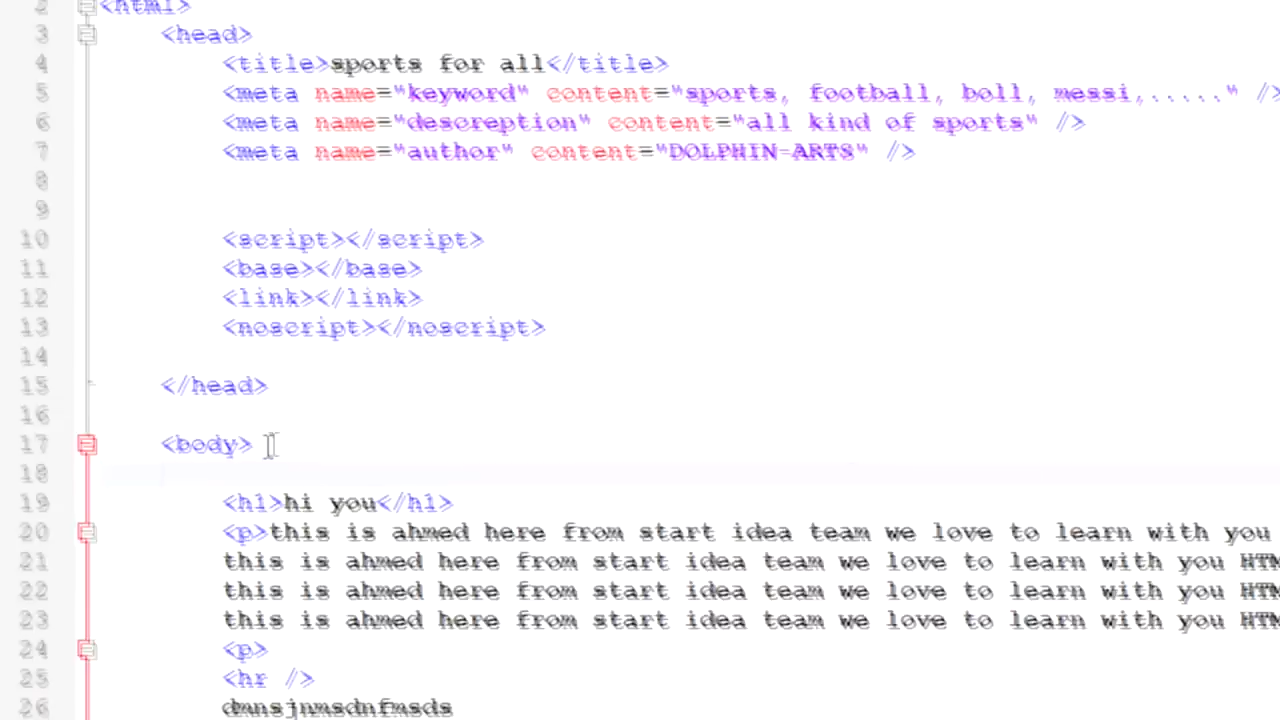 2 <html>
3 <head>
4 <title>sports for all</title>
5 <meta name="keyword" content="sports, football, boll, messi,....." />
6 <meta name="descreption" content="all kind of sports" />
7 <meta name="author" content="DOLPHIN-ARTS" />
8
9
10 <script></script>
11 <base></base>
12 <link></link>
13 <noscript></noscript>
14
15 </head>
16
17 <body>
18
19 <h1>hi you</h1>
20 <p>this is ahmed here from start idea team we love to learn with you
21 this is ahmed here from start idea team we love to learn with you HTM
22 this is ahmed here from start idea team we love to learn with you HTM
23 this is ahmed here from start idea team we love to learn with you HTM
24 <p>
25 <hr />
26 dmnsjnmsdnfmsds